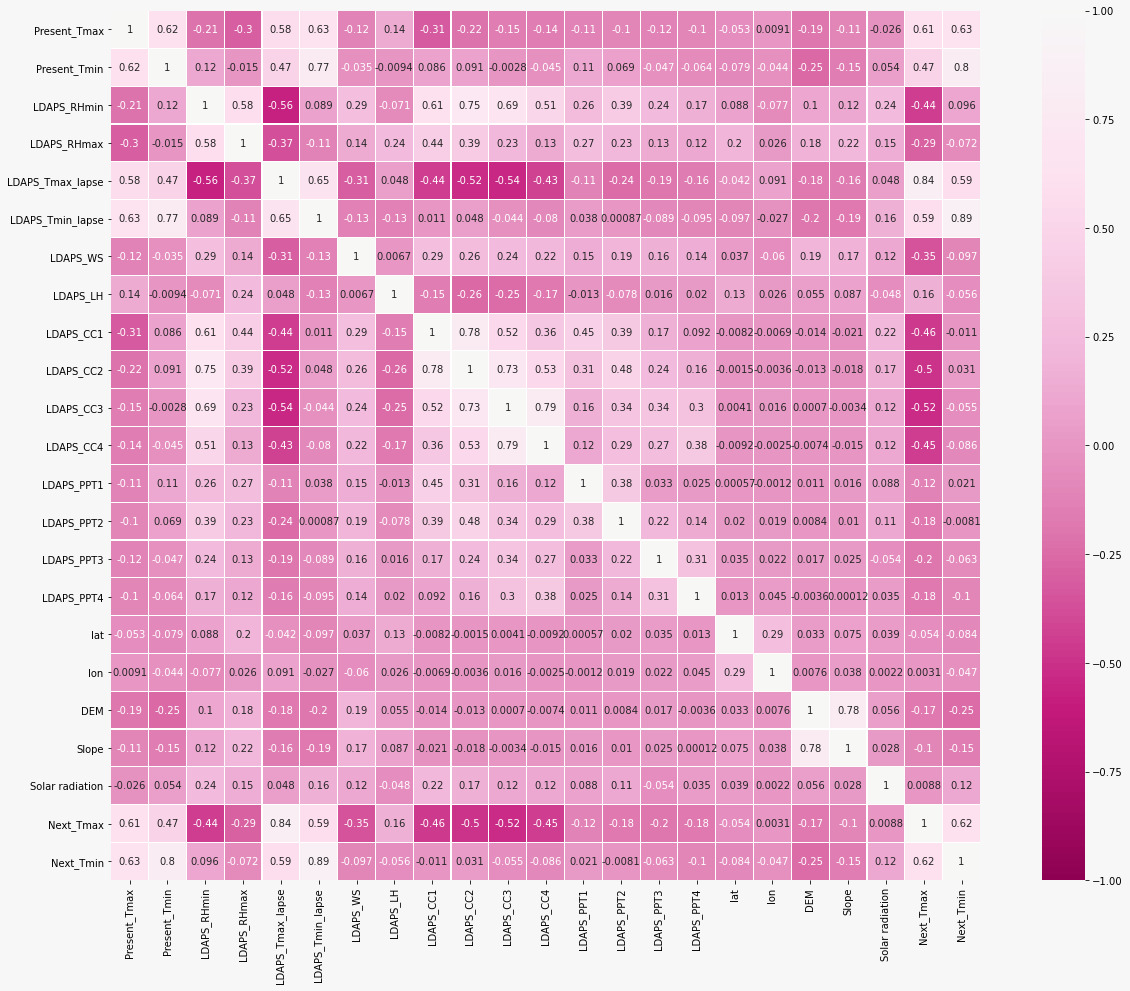 Present_Tmax 1 0.62 -0.21 -0.3 0.58 0.63 -0.12 0.14 -0.31 -0.22 -0.15 -0.14 -0.11 -0.1 -0.12 -0.1 -0.053 0.0091 -0.19 -0.11 -0.026 0.61 0.63
Present_Tmin 0.62 1 0.12 -0.015 0.47 0.77 -0.035 -0.0094 0.086 0.091 -0.0028 -0.045 0.11 0.069 -0.047 -0.064 -0.079 -0.044 -0.25 -0.15 0.054 0.47 0.8
LDAPS_RHmin -0.21 0.12 1 0.58 -0.56 0.089 0.29 -0.071 0.61 0.75 0.69 0.51 0.26 0.39 0.24 0.17 0.088 -0.077 0.1 0.12 0.24 -0.44 0.096
LDAPS_RHmax -0.3 -0.015 0.58 1 -0.37 -0.11 0.14 0.24 0.44 0.39 0.23 0.13 0.27 0.23 0.13 0.12 0.2 0.026 0.18 0.22 0.15 -0.29 -0.072
LDAPS_Tmax_lapse 0.58 0.47 -0.56 -0.37 1 0.65 -0.31 0.048 -0.44 -0.52 -0.54 -0.43 -0.11 -0.24 -0.19 -0.16 -0.042 0.091 -0.18 -0.16 0.048 0.84 0.59
LDAPS_Tmin_lapse 0.63 0.77 0.089 -0.11 0.65 1 -0.13 -0.13 0.011 0.048 -0.044 -0.08 0.038 0.00087 -0.089 -0.095 -0.097 -0.027 -0.2 -0.19 0.16 0.59 0.89
LDAPS_WS -0.12 -0.035 0.29 0.14 -0.31 -0.13 1 0.0067 0.29 0.26 0.24 0.22 0.15 0.19 0.16 0.14 0.037 -0.06 0.19 0.17 0.12 -0.35 -0.097
LDAPS_LH 0.14 -0.0094 -0.071 0.24 0.048 -0.13 0.0067 1 -0.15 -0.26 -0.25 -0.17 -0.013 -0.078 0.016 0.02 0.13 0.026 0.055 0.087 -0.048 0.16 -0.056
LDAPS_CC1 -0.31 0.086 0.61 0.44 -0.44 0.011 0.29 -0.15 1 0.78 0.52 0.36 0.45 0.39 0.17 0.092 -0.0082 -0.0069 -0.014 -0.021 0.22 -0.46 -0.011
LDAPS_CC2 -0.22 0.091 0.75 0.39 -0.52 0.048 0.26 -0.26 0.78 1 0.73 0.53 0.31 0.48 0.24 0.16 -0.0015 -0.0036 -0.013 -0.018 0.17 -0.5 0.031
LDAPS_CC3 -0.15 -0.0028 0.69 0.23 -0.54 -0.044 0.24 -0.25 0.52 0.73 1 0.79 0.16 0.34 0.34 0.3 0.0041 0.016 0.0007 -0.0034 0.12 -0.52 -0.055
LDAPS_CC4 -0.14 -0.045 0.51 0.13 -0.43 -0.08 0.22 -0.17 0.36 0.53 0.79 1 0.12 0.29 0.27 0.38 -0.0092 -0.0025 -0.0074 -0.015 0.12 -0.45 -0.086
LDAPS_PPT1 -0.11 0.11 0.26 0.27 -0.11 0.038 0.15 -0.013 0.45 0.31 0.16 0.12 1 0.38 0.033 0.025 0.00057 -0.0012 0.011 0.016 0.088 -0.12 0.021
LDAPS_PPT2 -0.1 0.069 0.39 0.23 -0.24 0.00087 0.19 -0.078 0.39 0.48 0.34 0.29 0.38 1 0.22 0.14 0.02 0.019 0.0084 0.01 0.11 -0.18 -0.0081
LDAPS_PPT3 -0.12 -0.047 0.24 0.13 -0.19 -0.089 0.16 0.016 0.17 0.24 0.34 0.27 0.033 0.22 1 0.31 0.035 0.022 0.017 0.025 -0.054 -0.2 -0.063
LDAPS_PPT4 -0.1 -0.064 0.17 0.12 -0.16 -0.095 0.14 0.02 0.092 0.16 0.3 0.38 0.025 0.14 0.31 1 0.013 0.045 -0.0036 0.00012 0.035 -0.18 -0.1
lat -0.053 -0.079 0.088 0.2 -0.042 -0.097 0.037 0.13 -0.0082 -0.0015 0.0041 -0.0092 0.00057 0.02 0.035 0.013 1 0.29 0.033 0.075 0.039 -0.054 -0.084
lon 0.0091 -0.044 -0.077 0.026 0.091 -0.027 -0.06 0.026 -0.0069 -0.0036 0.016 -0.0025 -0.0012 0.019 0.022 0.045 0.29 1 0.0076 0.038 0.0022 0.0031 -0.047
DEM -0.19 -0.25 0.1 0.18 -0.18 -0.2 0.19 0.055 -0.014 -0.013 0.0007 -0.0074 0.011 0.0084 0.017 -0.0036 0.033 0.0076 1 0.78 0.056 -0.17 -0.25
Slope -0.11 -0.15 0.12 0.22 -0.16 -0.19 0.17 0.087 -0.021 -0.018 -0.0034 -0.015 0.016 0.01 0.025 0.00012 0.075 0.038 0.78 1 0.028 -0.1 -0.15
Solar radiation -0.026 0.054 0.24 0.15 0.048 0.16 0.12 -0.048 0.22 0.17 0.12 0.12 0.088 0.11 -0.054 0.035 0.039 0.0022 0.056 0.028 1 0.0088 0.12
Next_Tmax 0.61 0.47 -0.44 -0.29 0.84 0.59 -0.35 0.16 -0.46 -0.5 -0.52 -0.45 -0.12 -0.18 -0.2 -0.18 -0.054 0.0031 -0.17 -0.1 0.0088 1 0.62
Next_Tmin 0.63 0.8 0.096 -0.072 0.59 0.89 -0.097 -0.056 -0.011 0.031 -0.055 -0.086 0.021 -0.0081 -0.063 -0.1 -0.084 -0.047 -0.25 -0.15 0.12 0.62 1
Present_Tmax
Present_Tmin
LDAPS_RHmin
LDAPS_RHmax
LDAPS_Tmax_lapse
LDAPS_Tmin_lapse
LDAPS_WS
LDAPS_LH
LDAPS_CC1
LDAPS_CC2
LDAPS_CC3
LDAPS_CC4
LDAPS_PPT1
LDAPS_PPT2
LDAPS_PPT3
LDAPS_PPT4
lat
lon
DEM
Slope
Solar radiation
Next_Tmax
Next_Tmin
1.00
0.75
0.50
0.25
0.00
-0.25
-0.50
-0.75
-1.00